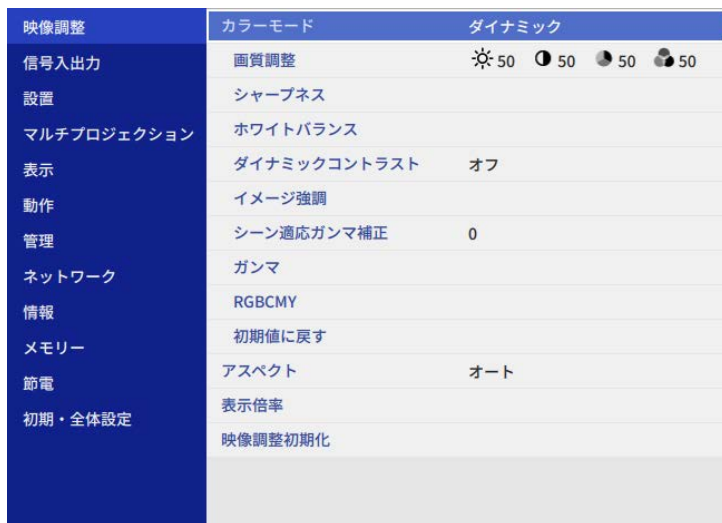 映像調整
信号入出力
設置
マルチプロジェクション
表示
動作
管理
ネットワーク
情報
メモリー
節電
初期・全体設定
カラーモード ダイナミック
画質調整 50 50 50 50
シャープネス
ホワイトバランス
ダイナミックコントラスト オフ
イメージ強調
シーン適応ガンマ補正 0
ガンマ
RGBCMY
初期値に戻す
アスペクト オート
表示倍率
映像調整初期化